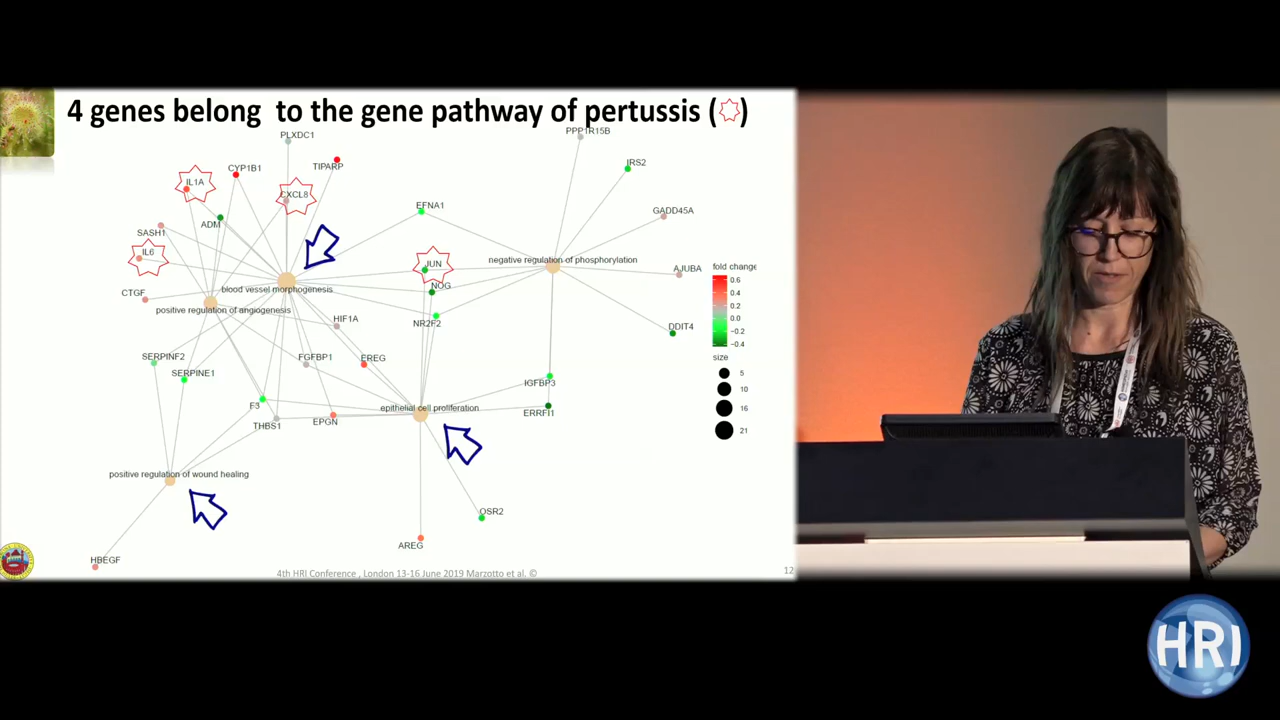 4 genes belong to the gene pathway of pertussis ( )
PLXDC1
PPP1R15B
CYP1B1
TIPARP
IRS2
IL1A
CXCL8
EFNA1
GADD45A
ADM
SASH1
IL6
JUN
negative regulation of phosphorylation
AJUBA
fold change
0.6
0.4
0.2
0.0
−0.2
−0.4
NOG
blood vessel morphogenesis
CTGF
positive regulation of angiogenesis
HIF1A
NR2F2
DDIT4
SERPINF2
FGFBP1
EREG
SERPINE1
size
5
10
16
21
IGFBP3
F3
epithelial cell proliferation
ERRFI1
THBS1
EPGN
positive regulation of wound healing
OSR2
AREG
HBEGF
4th HRI Conference , London 13-16 June 2019 Marzotto et al. ©
12
HRI